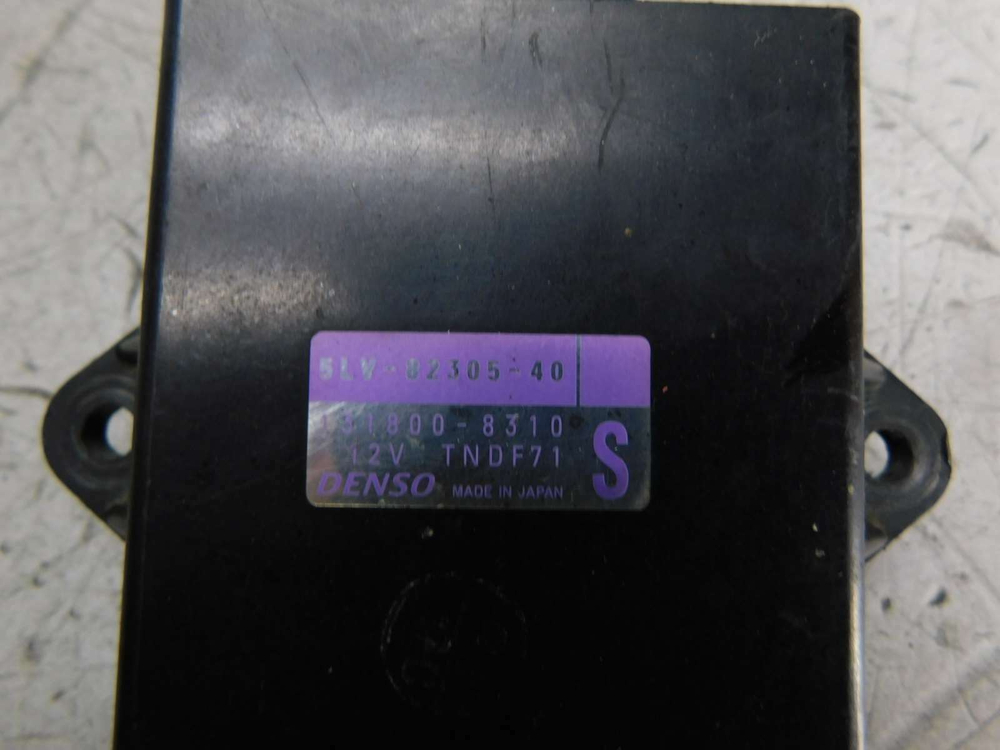 5LV-82305-40
131800-8310
12V TNDF71
S
DENSO MADE IN JAPAN